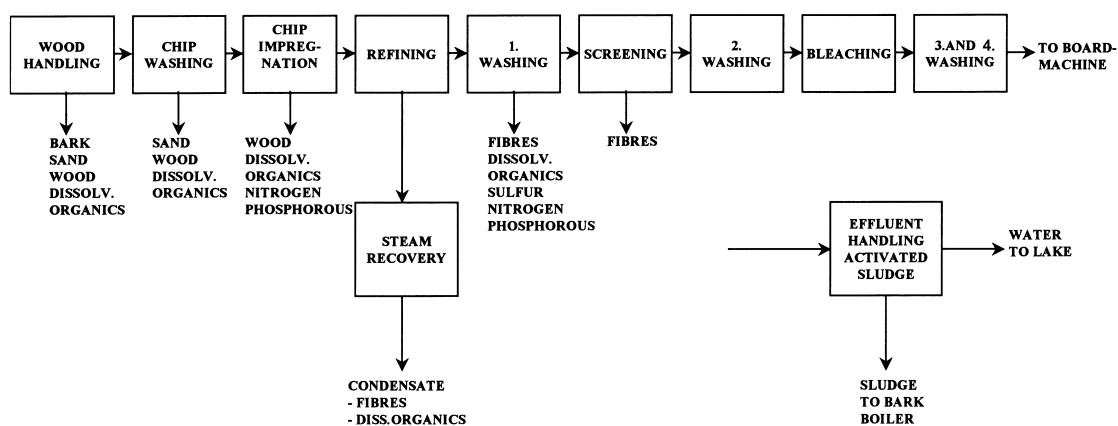 WOOD
HANDLING
CHIP
WASHING
CHIP
IMPREG-
NATION
REFINING
1.
WASHING
SCREENING
2.
WASHING
BLEACHING
3.AND 4.
WASHING
TO BOARD-
MACHINE
BARK
SAND
WOOD
DISSOLV.
ORGANICS
SAND
WOOD
DISSOLV.
ORGANICS
WOOD
DISSOLV.
ORGANICS
NITROGEN
PHOSPHOROUS
FIBRES
DISSOLV.
ORGANICS
SULFUR
NITROGEN
PHOSPHOROUS
FIBRES
STEAM
RECOVERY
EFFLUENT
HANDLING
ACTIVATED
SLUDGE
WATER
TO LAKE
CONDENSATE
- FIBRES
- DISS.ORGANICS
SLUDGE
TO BARK
BOILER